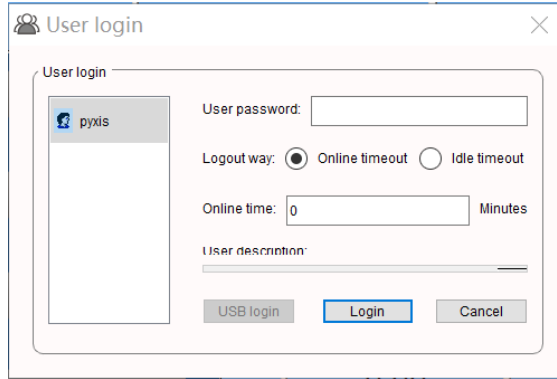 User login
User login
pyxis
User password:
Logout way: Online timeout Idle timeout
Online time: 0 Minutes
User description:
USB login Login Cancel